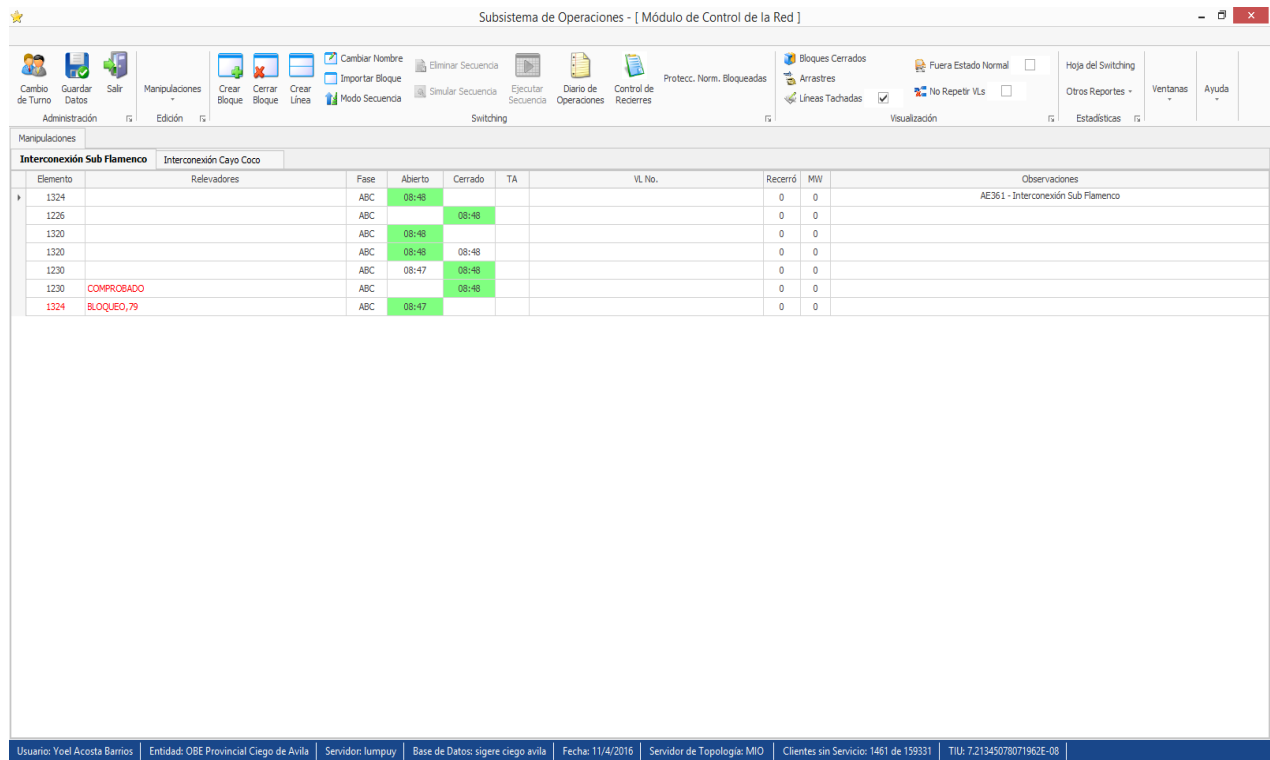 Subsistema de Operaciones - [ Módulo de Control de la Red ]
Cambio de Turno
Guardar Datos
Salir
Administración
Manipulaciones
Edición
Crear Bloque
Cerrar Bloque
Crear Línea
Cambiar Nombre
Importar Bloque
Modo Secuencia
Eliminar Secuencia
Simular Secuencia
Ejecutar Secuencia
Diario de Operaciones
Control de Recierres
Protecc. Norm. Bloqueadas
Switching
Bloques Cerrados
Arrastres
Líneas Tachadas
Fuera Estado Normal
No Repetir VLs
Visualización
Hoja del Switching
Otros Reportes
Estadísticas
Ventanas
Ayuda
Manipulaciones
Interconexión Sub Flamenco Interconexión Cayo Coco
Elemento Relevadores Fase Abierto Cerrado TA VL No. Recerró MW Observaciones
1324 ABC 08:48 0 0 AE361 - Interconexión Sub Flamenco
1226 ABC 08:48 0 0
1320 ABC 08:48 0 0
1320 ABC 08:48 08:48 0 0
1230 ABC 08:47 08:48 0 0
1230 COMPROBADO ABC 08:48 0 0
1324 BLOQUEO,79 ABC 08:47 0 0
Usuario: Yoel Acosta Barrios Entidad: OBE Provincial Ciego de Avila Servidor: lumpuy Base de Datos: sigere ciego avila Fecha: 11/4/2016 Servidor de Topología: MIO Clientes sin Servicio: 1461 de 159331 TIU: 7.21345078071962E-08